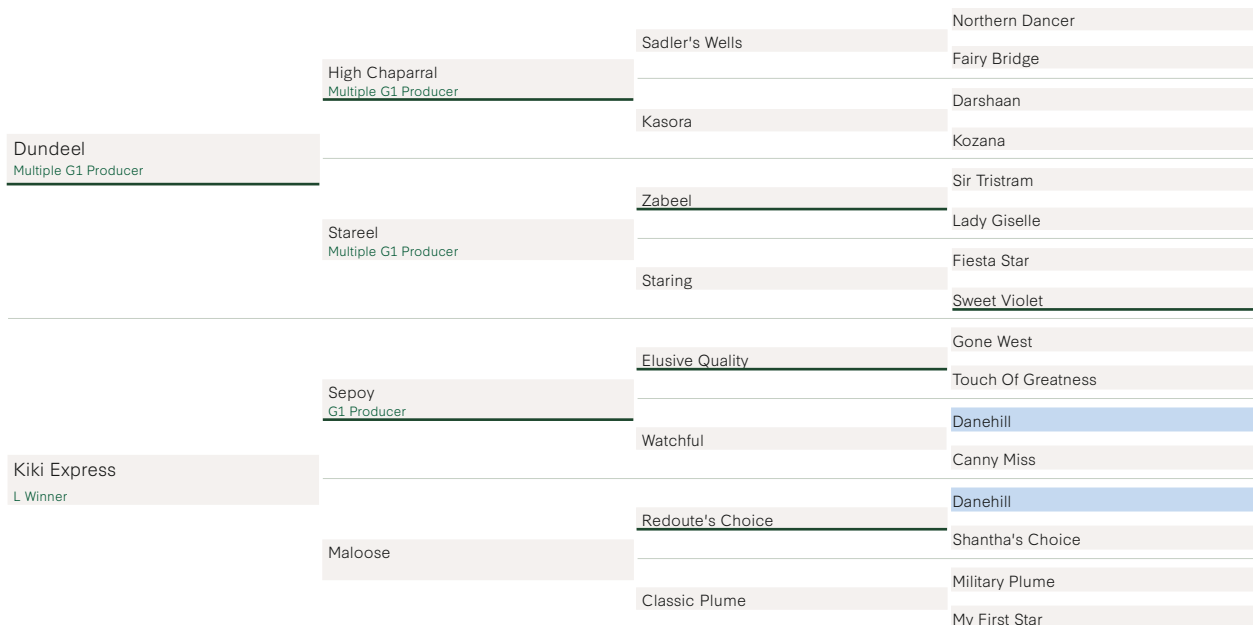 Dundeel
Multiple G1 Producer
Kiki Express
L Winner
High Chaparral
Multiple G1 Producer
Stareel
Multiple G1 Producer
Sepoy
G1 Producer
Maloose
Sadler's Wells
Kasora
Zabeel
Staring
Elusive Quality
Watchful
Redoute's Choice
Classic Plume
Northern Dancer
Fairy Bridge
Darshaan
Kozana
Sir Tristram
Lady Giselle
Fiesta Star
Sweet Violet
Gone West
Touch Of Greatness
Danehill
Canny Miss
Danehill
Shantha's Choice
Military Plume
My First Star